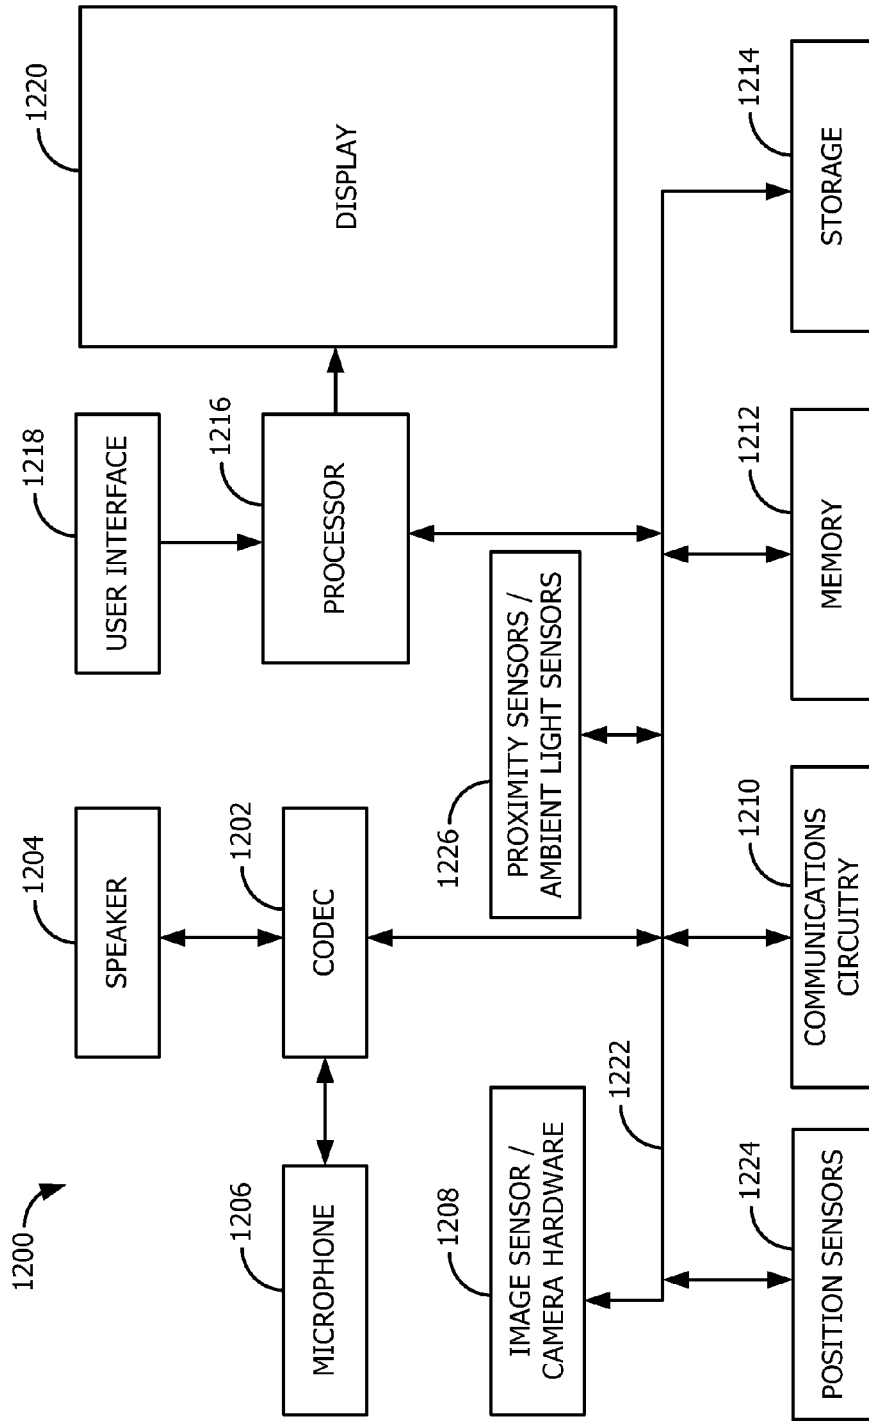 1200
1204
SPEAKER
1218
USER INTERFACE
1220
DISPLAY
1206
MICROPHONE
1202
CODEC
1216
PROCESSOR
1208
IMAGE SENSOR /
CAMERA HARDWARE
1226
PROXIMITY SENSORS /
AMBIENT LIGHT SENSORS
1222
1224
POSITION SENSORS
1210
COMMUNICATIONS
CIRCUITRY
1212
MEMORY
1214
STORAGE